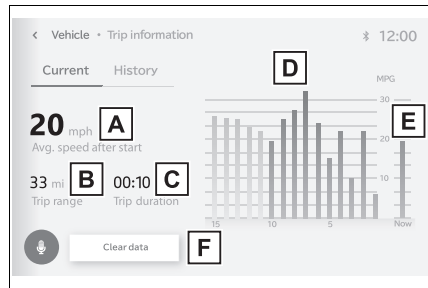 < Vehicle • Trip information 12:00
Current History
D
MPG
30
20 mph A
E
Avg. speed after start
20
33 mi B 00:10 C
Trip range Trip duration
10
15 10 5 Now
Clear data F